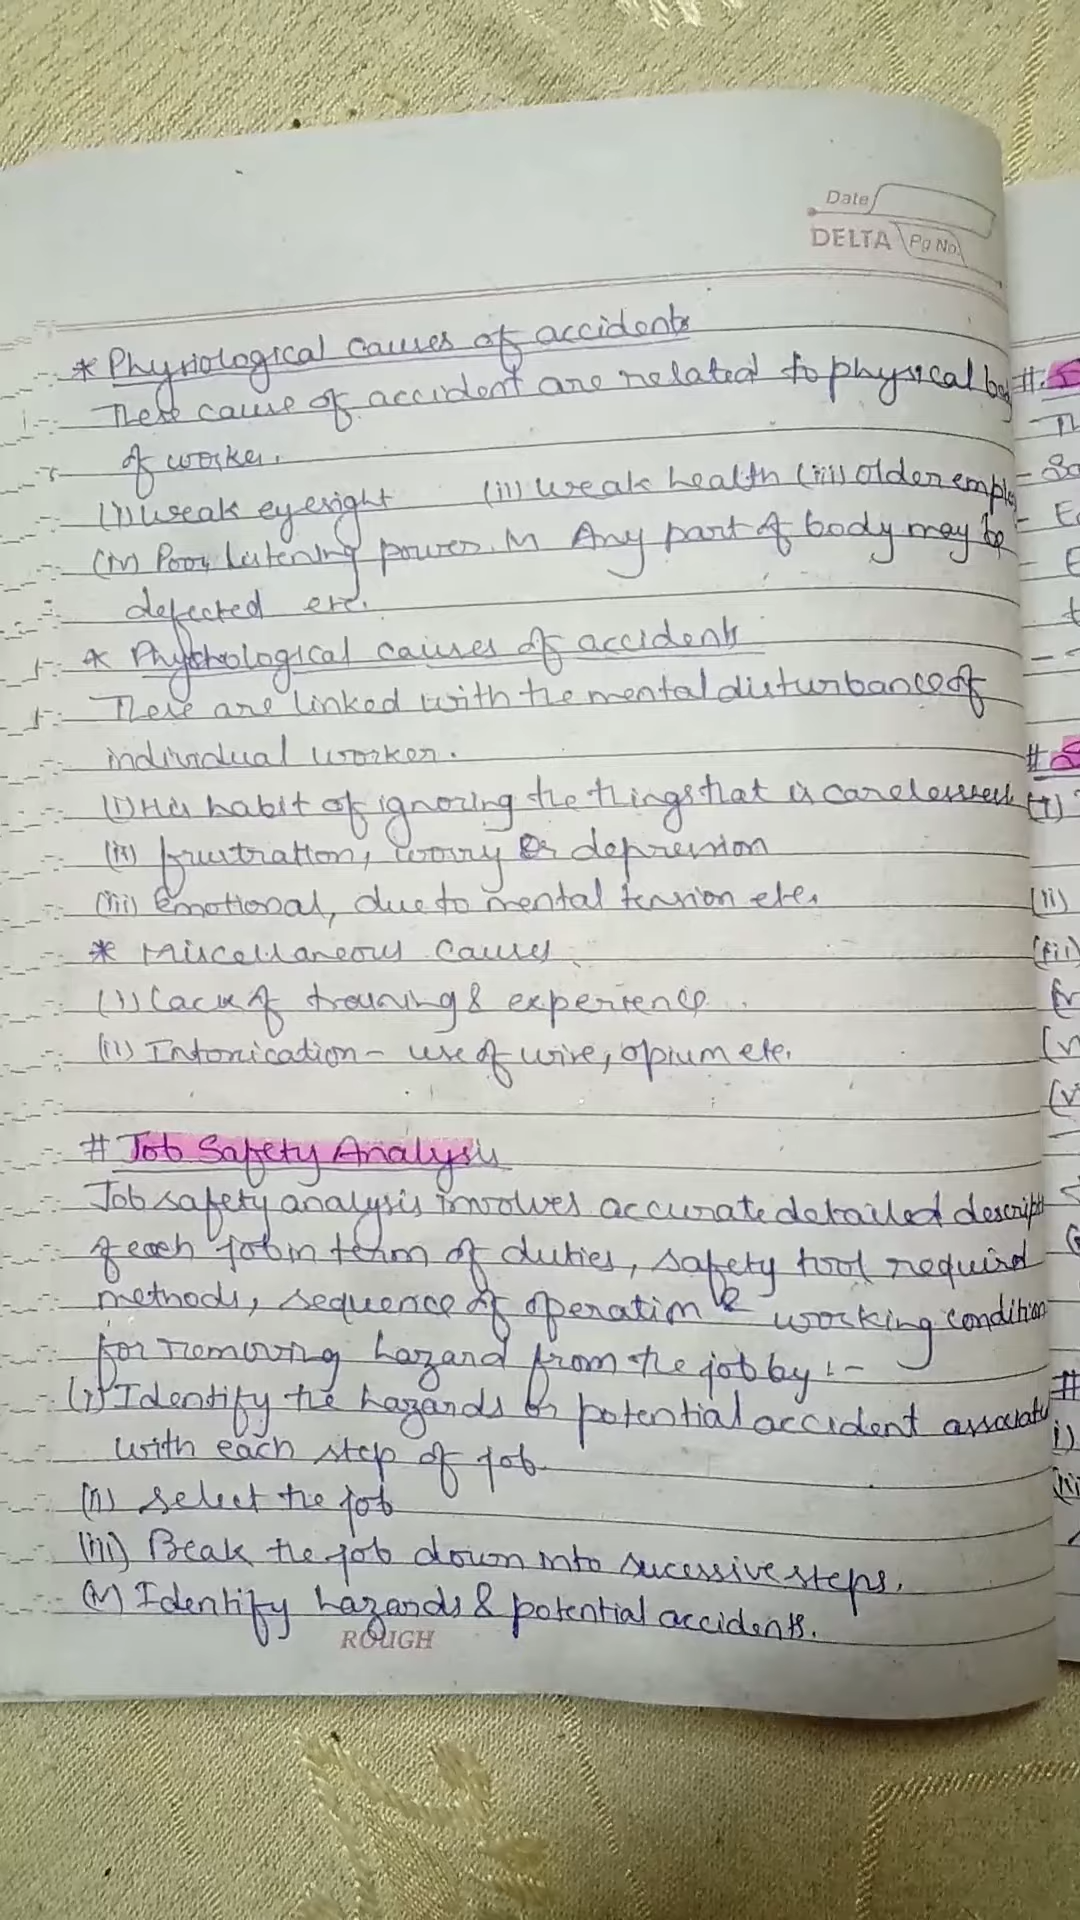 Date
DELTA Pg No.
* Physiological causes of accidents
These cause of accident are related to physical
of worker.
(i) weak eyesight (ii) weak health (iii) older emplo
(iv) Poor listening power. (v) Any part of body may be
defected etc.
* Phychological causes of accidents
These are linked with the mental disturbance of
individual worker.
(i) His habit of ignoring the things that is carelessness
(ii) frustration, worry or depression
(iii) Emotional, due to mental tension etc.
* Miscellaneous causes
(i) Lack of training & experience
(ii) Intoxication - use of wine, opium etc.
# Job Safety Analysis
Job safety analysis involves accurate detailed descript
of each job in term of duties, safety tool required
methods, sequence of operation & working condition
for removing hazard from the job by :-
(i) Identify the hazards or potential accident associate
with each step of job.
(ii) select the job
(iii) Beak the job down into sucessive steps.
(iv) Identify hazards & potential accidents.
ROUGH